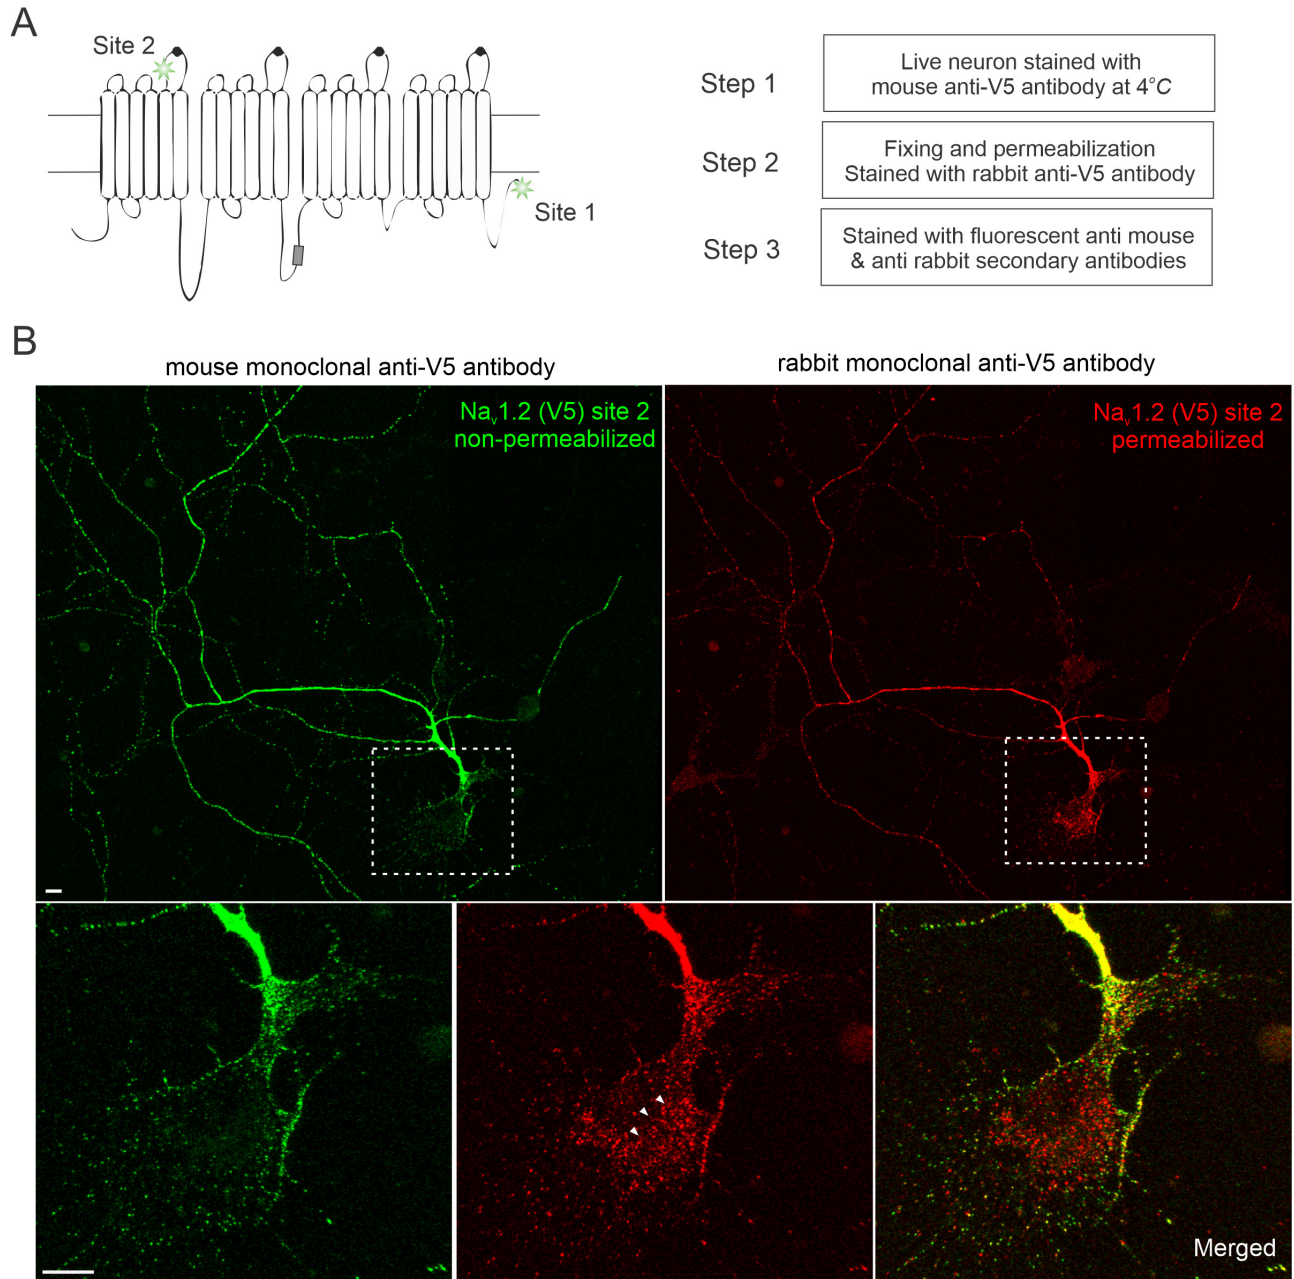 A
Site 2
Site 1
Step 1
Live neuron stained with
mouse anti-V5 antibody at 4°C
Step 2
Fixing and permeabilization
Stained with rabbit anti-V5 antibody
Step 3
Stained with fluorescent anti mouse
& anti rabbit secondary antibodies
B
mouse monoclonal anti-V5 antibody
rabbit monoclonal anti-V5 antibody
Naᵥ1.2 (V5) site 2
non-permeabilized
Naᵥ1.2 (V5) site 2
permeabilized
Merged